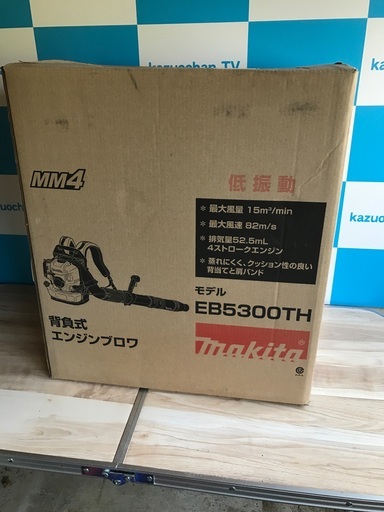 kazuochan TV
kazuo
kazuoc
kazuo
MM4
低振動
* 最大風量 15m³/min
* 最大風速 82m/s
* 排気量52.5mL
4ストロークエンジン
* 蒸れにくく、クッション性の良い
背当てと肩バンド
モデル
EB5300TH
背負式
エンジンブロワ
makita